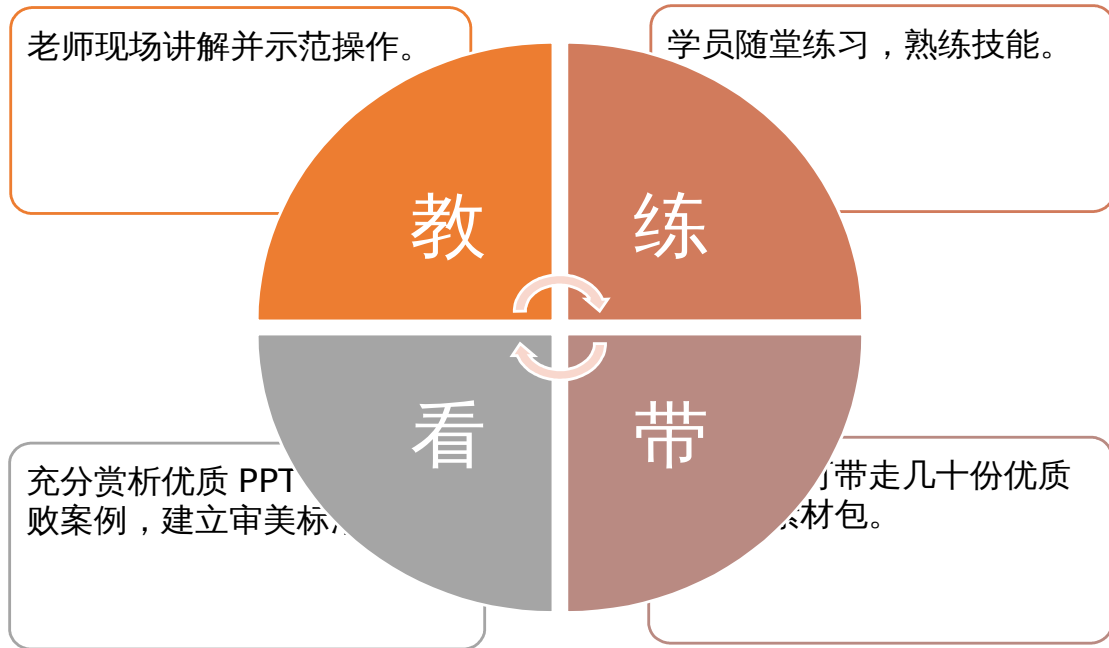 老师现场讲解并示范操作。
学员随堂练习，熟练技能。
教
练
看
带
充分赏析优质 PPT
败案例，建立审美标
可带走几十份优质
素材包。